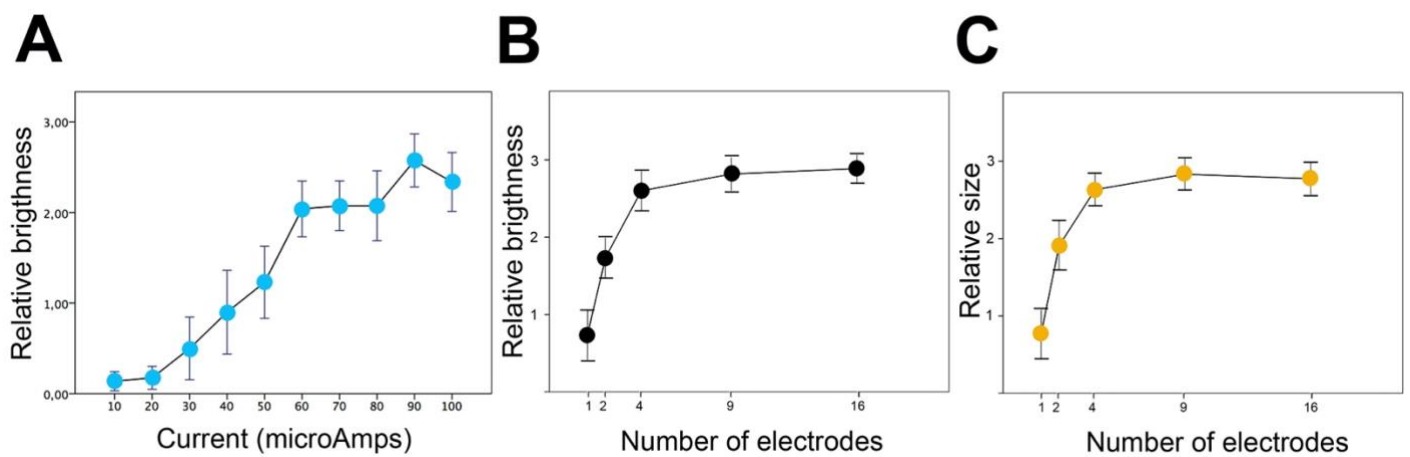 A
B
C
Relative brigthness
3,00
2,00
1,00
0,00
10 20 30 40 50 60 70 80 90 100
Current (microAmps)
Relative brigthness
3
2
1
1 2 4 9 16
Number of electrodes
Relative size
3
2
1
1 2 4 9 16
Number of electrodes